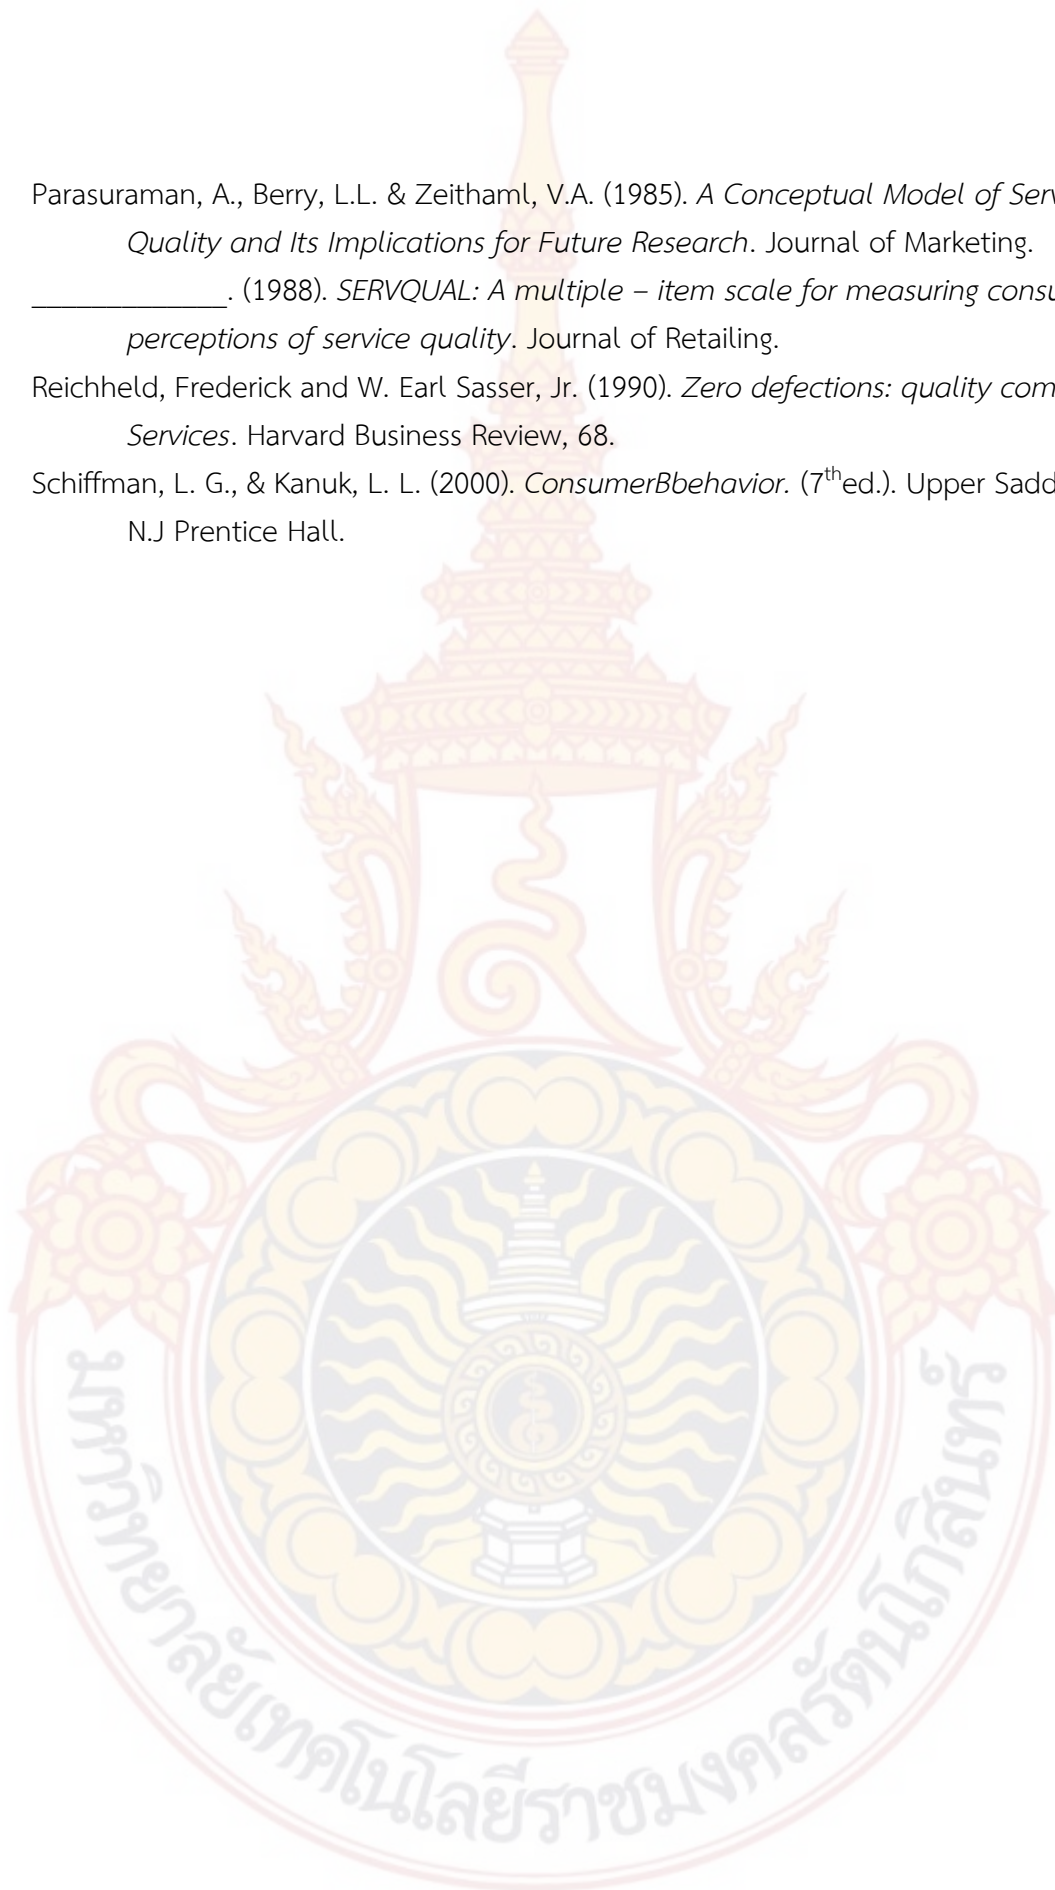 Parasuraman, A., Berry, L.L. & Zeithaml, V.A. (1985). A Conceptual Model of Serv
Quality and Its Implications for Future Research. Journal of Marketing.
______________. (1988). SERVQUAL: A multiple – item scale for measuring consu
perceptions of service quality. Journal of Retailing.
Reichheld, Frederick and W. Earl Sasser, Jr. (1990). Zero defections: quality com
Services. Harvard Business Review, 68.
Schiffman, L. G., & Kanuk, L. L. (2000). ConsumerBbehavior. (7thed.). Upper Sadd
N.J Prentice Hall.
มหาวิทยาลัยเทคโนโลยีราชมงคลรัตนโกสินทร์